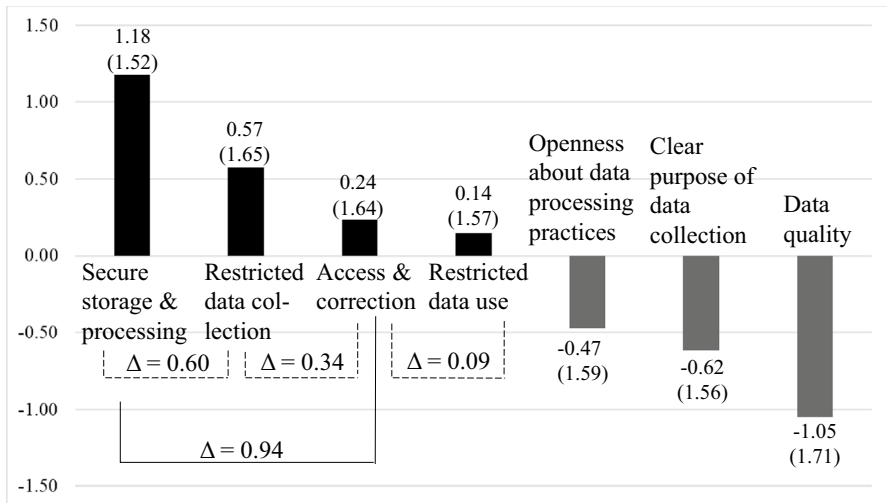 1.50
1.00
0.50
0.00
-0.50
-1.00
-1.50
1.18
(1.52)
0.57
(1.65)
0.24
(1.64)
0.14
(1.57)
Openness
about data
processing
practices
Clear
purpose of
data
collection
Data
quality
Secure
storage &
processing
Restricted
data col-
lection
Access &
correction
Restricted
data use
Δ = 0.60
Δ = 0.34
Δ = 0.09
Δ = 0.94
-0.47
(1.59)
-0.62
(1.56)
-1.05
(1.71)